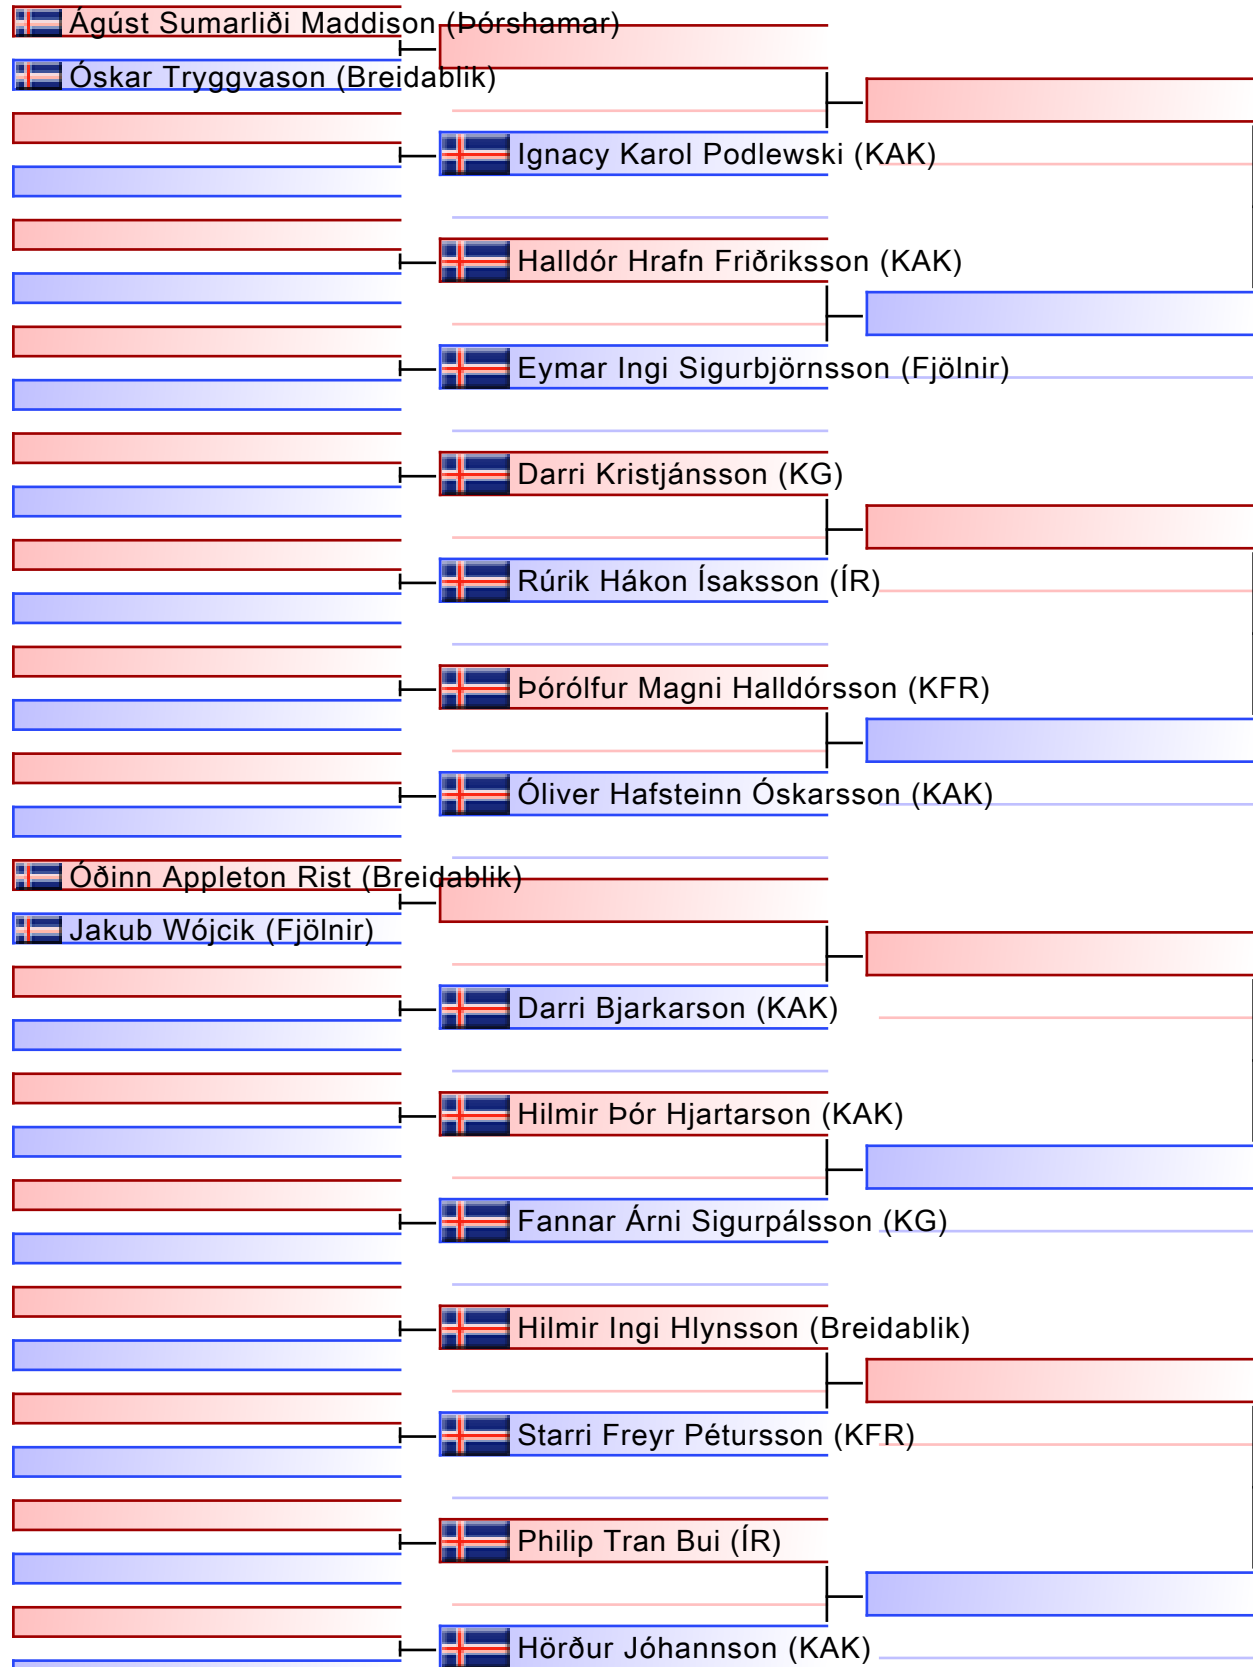 Ágúst Sumarliði Maddison (Þórshamar)
Óskar Tryggvason (Breidablik)
Ignacy Karol Podlewski (KAK)
Halldór Hrafn Friðriksson (KAK)
Eymar Ingi Sigurbjörnsson (Fjölnir)
Darri Kristjánsson (KG)
Rúrik Hákon Ísaksson (ÍR)
Þórólfur Magni Halldórsson (KFR)
Óliver Hafsteinn Óskarsson (KAK)
Óðinn Appleton Rist (Breidablik)
Jakub Wójcik (Fjölnir)
Darri Bjarkarson (KAK)
Hilmir Þór Hjartarson (KAK)
Fannar Árni Sigurpálsson (KG)
Hilmir Ingi Hlynsson (Breidablik)
Starri Freyr Pétursson (KFR)
Philip Tran Bui (ÍR)
Hörður Jóhannson (KAK)